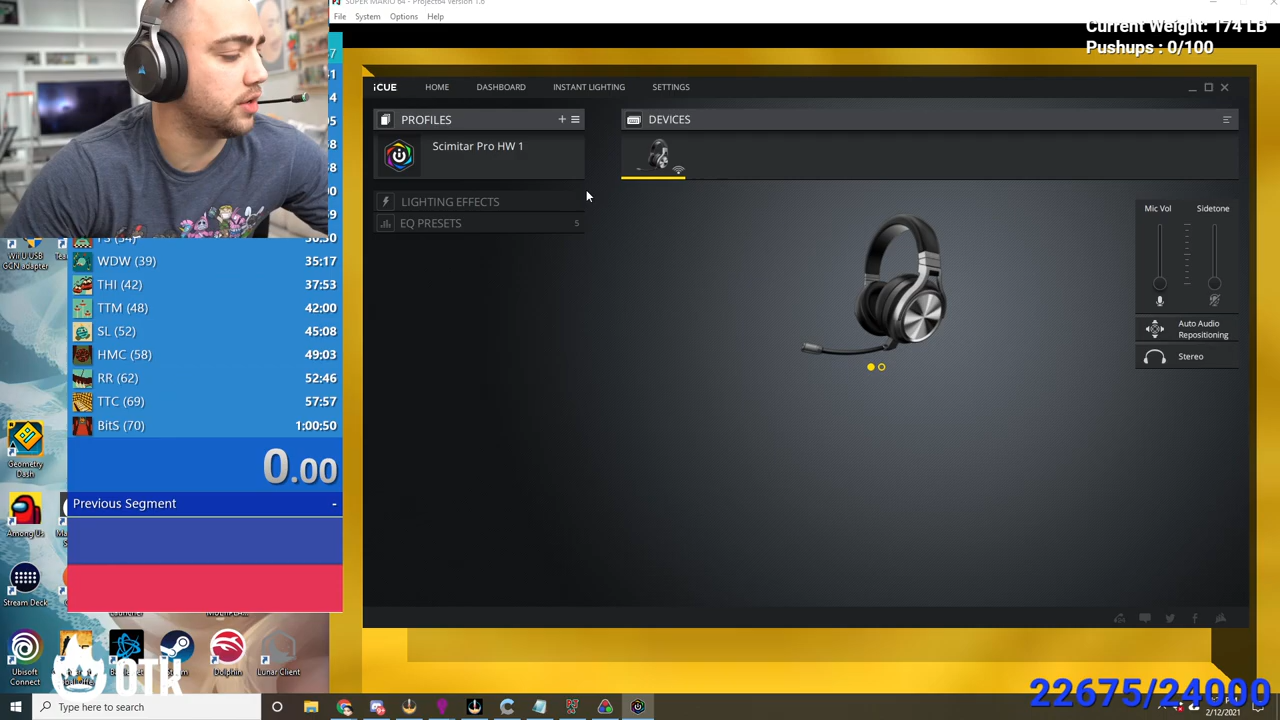 SUPER MARIO 64 - Project64 Version 1.6
File System Options Help
Current Weight: 174 LB
Pushups : 0/100
iCUE HOME DASHBOARD INSTANT LIGHTING SETTINGS
PROFILES
Scimitar Pro HW 1
LIGHTING EFFECTS
EQ PRESETS 5
DEVICES
Mic Vol Sidetone
Auto Audio
Repositioning
Stereo
WDW (39) 35:17
THI (42) 37:53
TTM (48) 42:00
SL (52) 45:08
HMC (58) 49:03
RR (62) 52:46
TTC (69) 57:57
BitS (70) 1:00:50
0.00
Previous Segment -
Wii U USB
GCN adapter
Geometry
Dash
Among Us
Stream Deck
Ubisoft
Connect
Dolphin
Lunar Client
OTK
Type here to search
22675/24000
2/12/2021